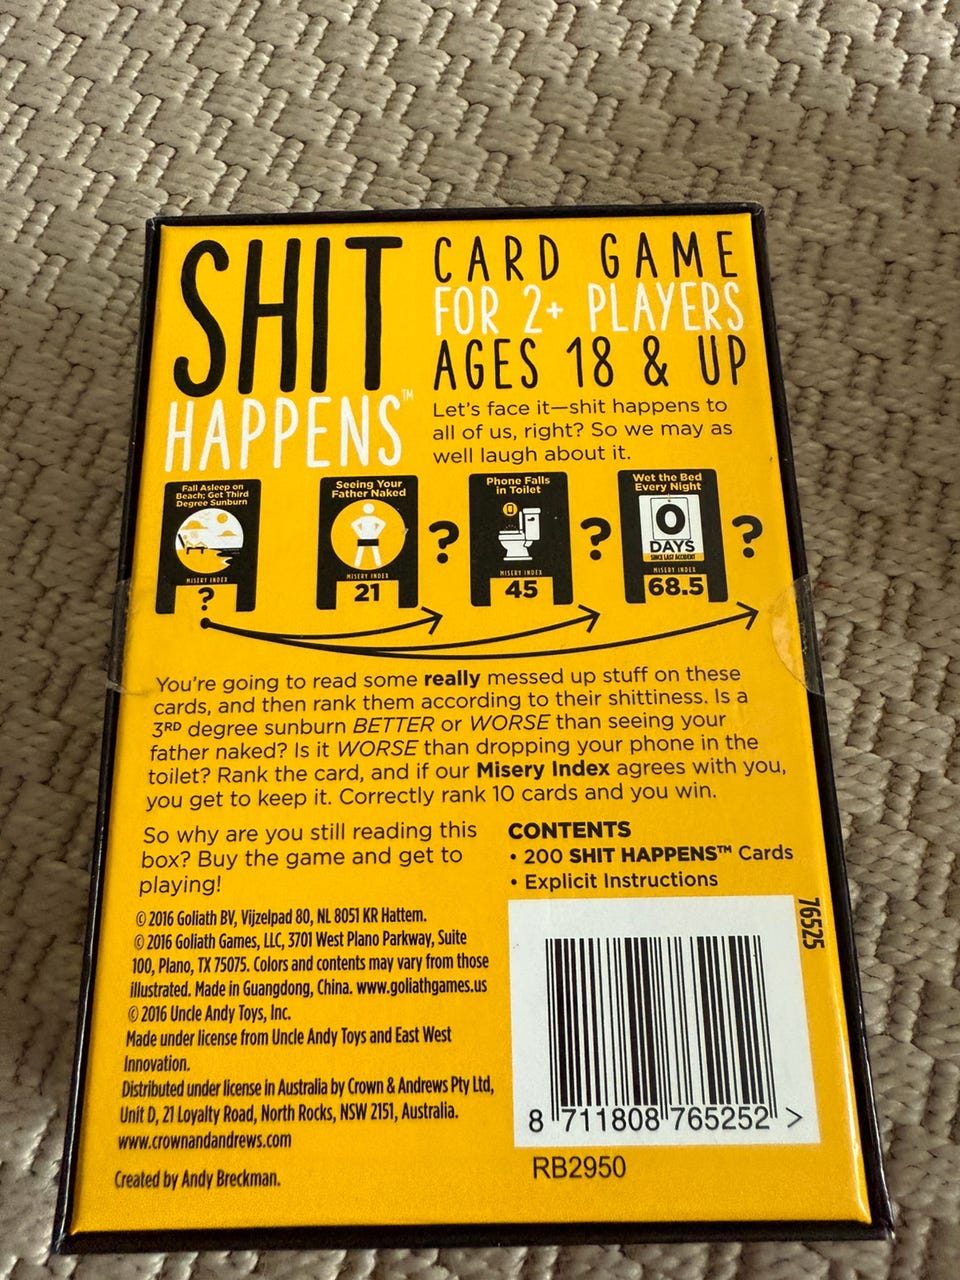 SHIT
HAPPENS™
CARD GAME
FOR 2+ PLAYERS
AGES 18 & UP
Let's face it—shit happens to
all of us, right? So we may as
well laugh about it.
Fall Asleep on
Beach; Get Third
Degree Sunburn
MISERY INDEX
?
Seeing Your
Father Naked
MISERY INDEX
21
?
Phone Falls
in Toilet
MISERY INDEX
45
?
Wet the Bed
Every Night
0
DAYS
SINCE LAST ACCIDENT
MISERY INDEX
68.5
?
You're going to read some really messed up stuff on these
cards, and then rank them according to their shittiness. Is a
3RD degree sunburn BETTER or WORSE than seeing your
father naked? Is it WORSE than dropping your phone in the
toilet? Rank the card, and if our Misery Index agrees with you,
you get to keep it. Correctly rank 10 cards and you win.
So why are you still reading this
box? Buy the game and get to
playing!
CONTENTS
• 200 SHIT HAPPENS™ Cards
• Explicit Instructions
© 2016 Goliath BV, Vijzelpad 80, NL 8051 KR Hattem.
© 2016 Goliath Games, LLC, 3701 West Plano Parkway, Suite
100, Plano, TX 75075. Colors and contents may vary from those
illustrated. Made in Guangdong, China. www.goliathgames.us
© 2016 Uncle Andy Toys, Inc.
Made under license from Uncle Andy Toys and East West
Innovation.
Distributed under license in Australia by Crown & Andrews Pty Ltd,
Unit D, 21 Loyalty Road, North Rocks, NSW 2151, Australia.
www.crownandandrews.com
Created by Andy Breckman.
76525
8 711808 765252 >
RB2950